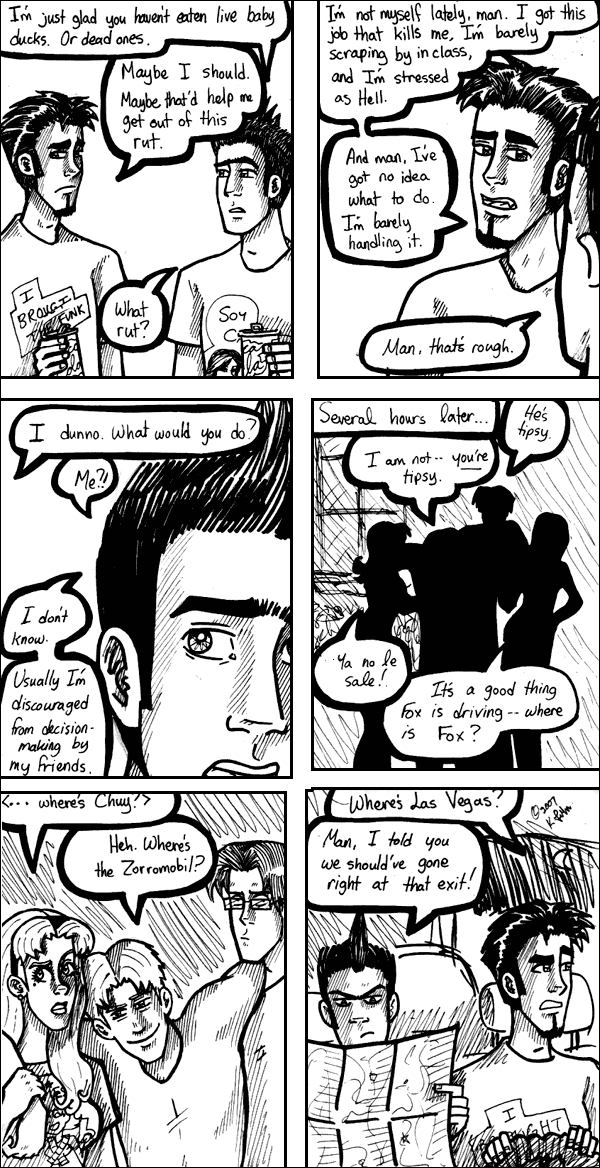 I'm just glad you haven't eaten live baby
ducks. Or dead ones.
Maybe I should.
Maybe that'd help me
get out of this
rut.
What
rut?
I
BROUGHT
FUNK
Soy
I'm not myself lately, man. I got this
job that kills me, I'm barely
scraping by in class,
and I'm stressed
as Hell.
And man, I've
got no idea
what to do.
I'm barely
handling it.
Man, that's rough.
I dunno. What would you do?
Me?!
I don't
know.
Usually I'm
discouraged
from decision-
making by
my friends.
Several hours later...
He's
tipsy.
I am not-- you're
tipsy.
Ya no le
sale!
It's a good thing
Fox is driving-- where
is Fox?
<... where's Chuy?>
Heh. Where's
the Zorromobil?
Where's Las Vegas?
©2007
Man, I told you
we should've gone
right at that exit!
I